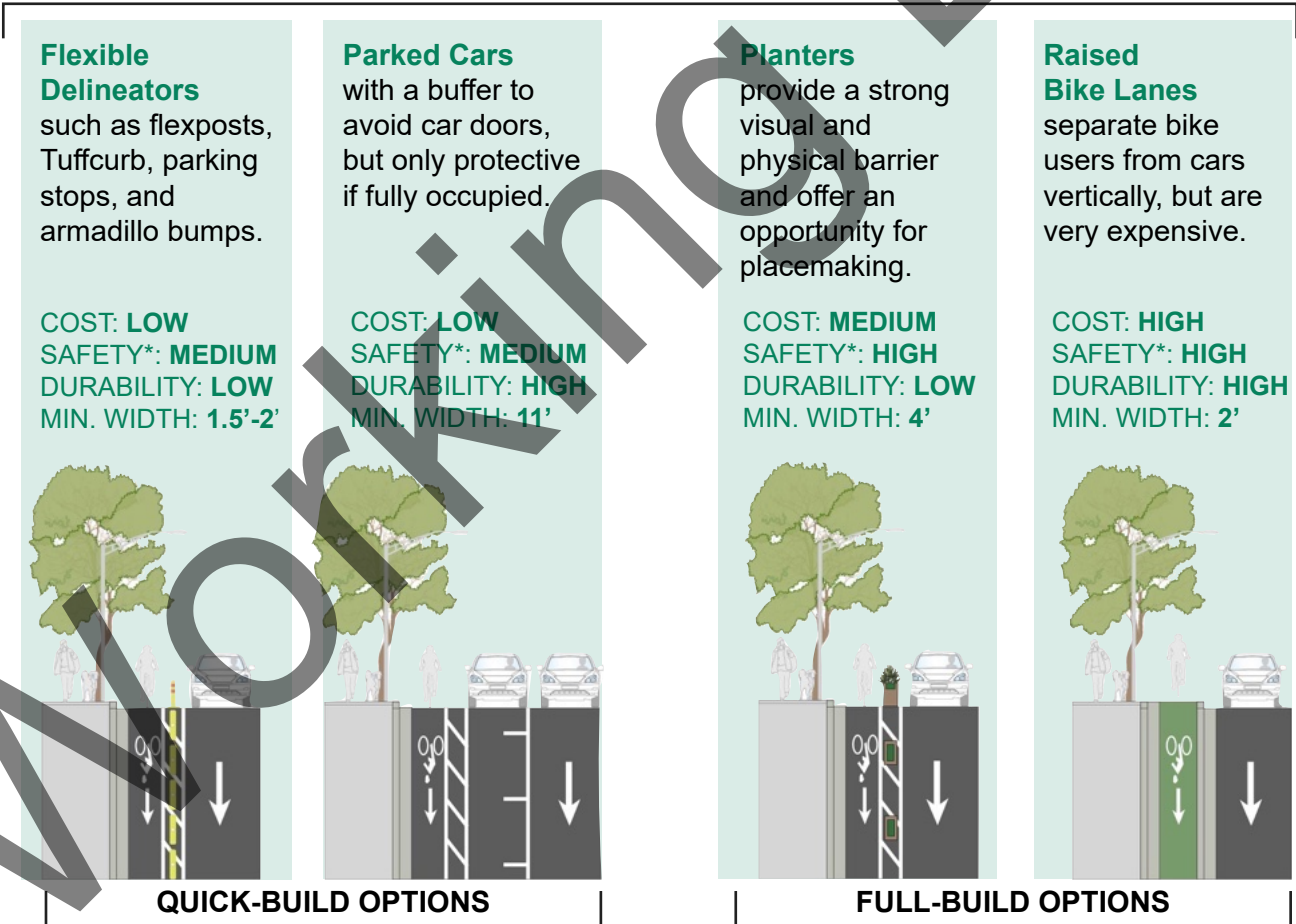 Flexible
Delineators
such as flexposts,
Tuffcurb, parking
stops, and
armadillo bumps.
COST: LOW
SAFETY*: MEDIUM
DURABILITY: LOW
MIN. WIDTH: 1.5’-2’
Parked Cars
with a buffer to
avoid car doors,
but only protective
if fully occupied.
COST: LOW
SAFETY*: MEDIUM
DURABILITY: HIGH
MIN. WIDTH: 11’
Planters
provide a strong
visual and
physical barrier
and offer an
opportunity for
placemaking.
COST: MEDIUM
SAFETY*: HIGH
DURABILITY: LOW
MIN. WIDTH: 4’
Raised
Bike Lanes
separate bike
users from cars
vertically, but are
very expensive.
COST: HIGH
SAFETY*: HIGH
DURABILITY: HIGH
MIN. WIDTH: 2’
QUICK-BUILD OPTIONS
FULL-BUILD OPTIONS
Working